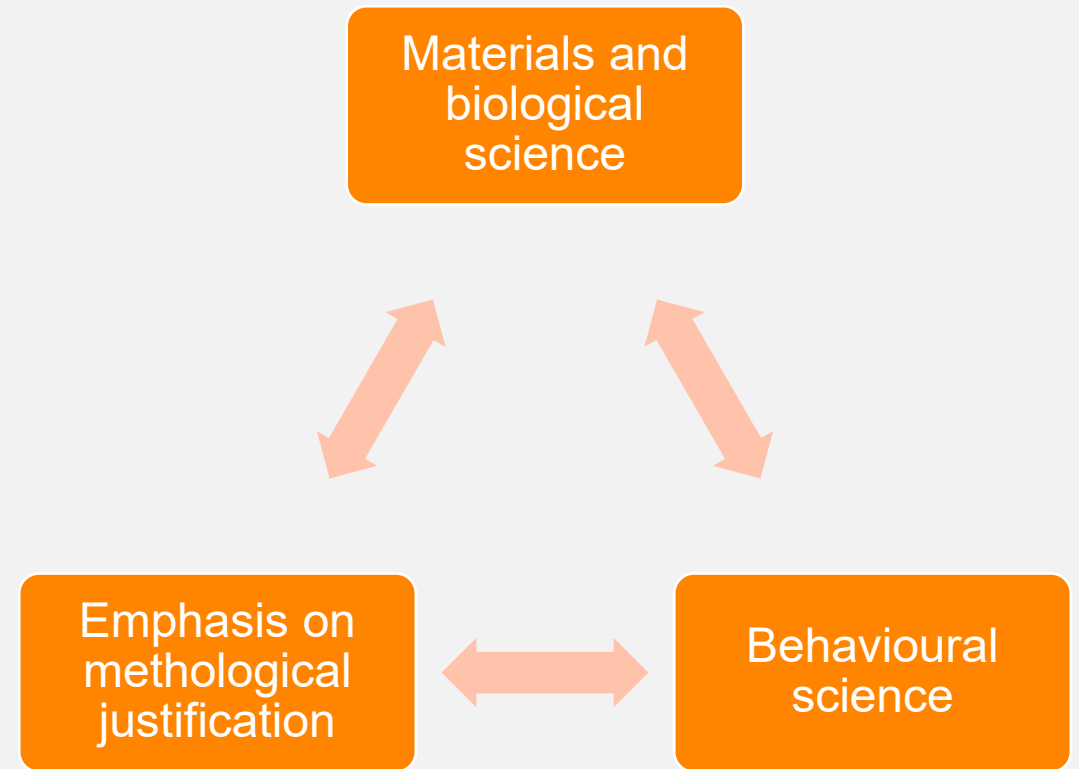 Materials and
biological
science
Emphasis on
methological
justification
Behavioural
science